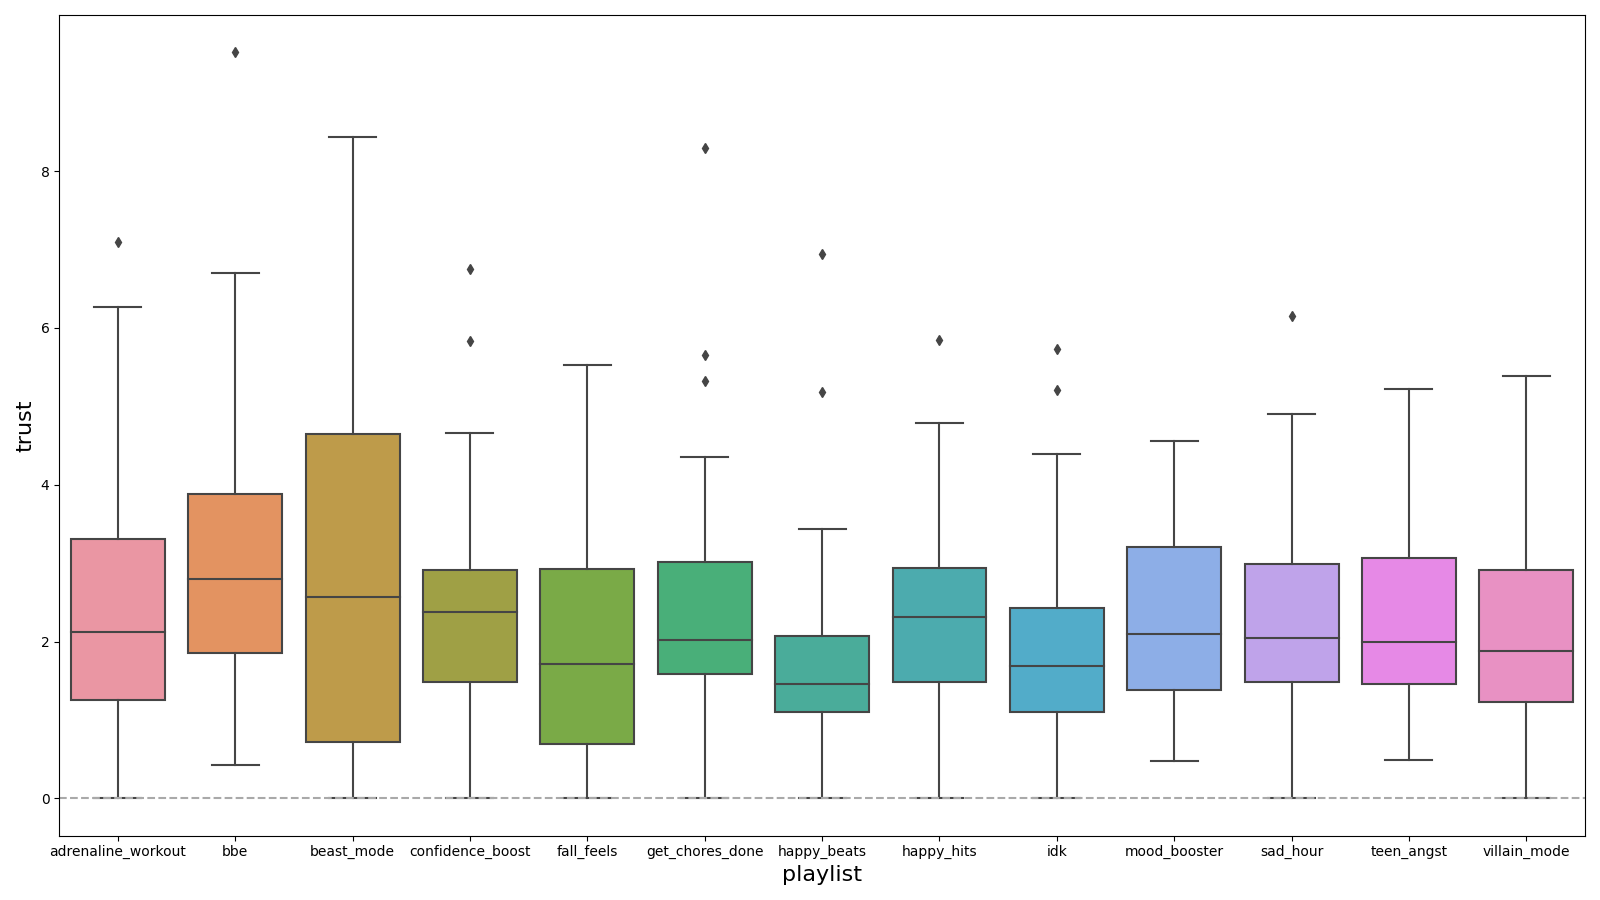 8
6
4
2
0
trust
adrenaline_workout bbe beast_mode confidence_boost fall_feels get_chores_done happy_beats happy_hits idk mood_booster sad_hour teen_angst villain_mode
playlist